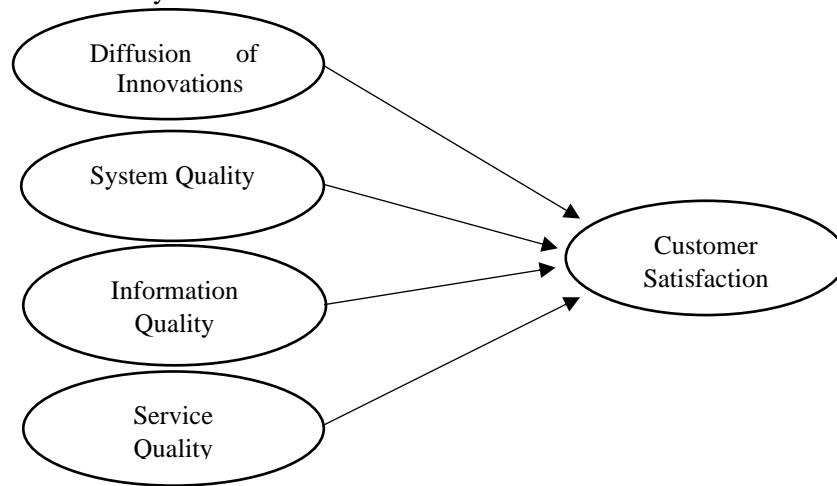 Diffusion of
Innovations
System Quality
Information
Quality
Customer
Satisfaction
Service
Quality